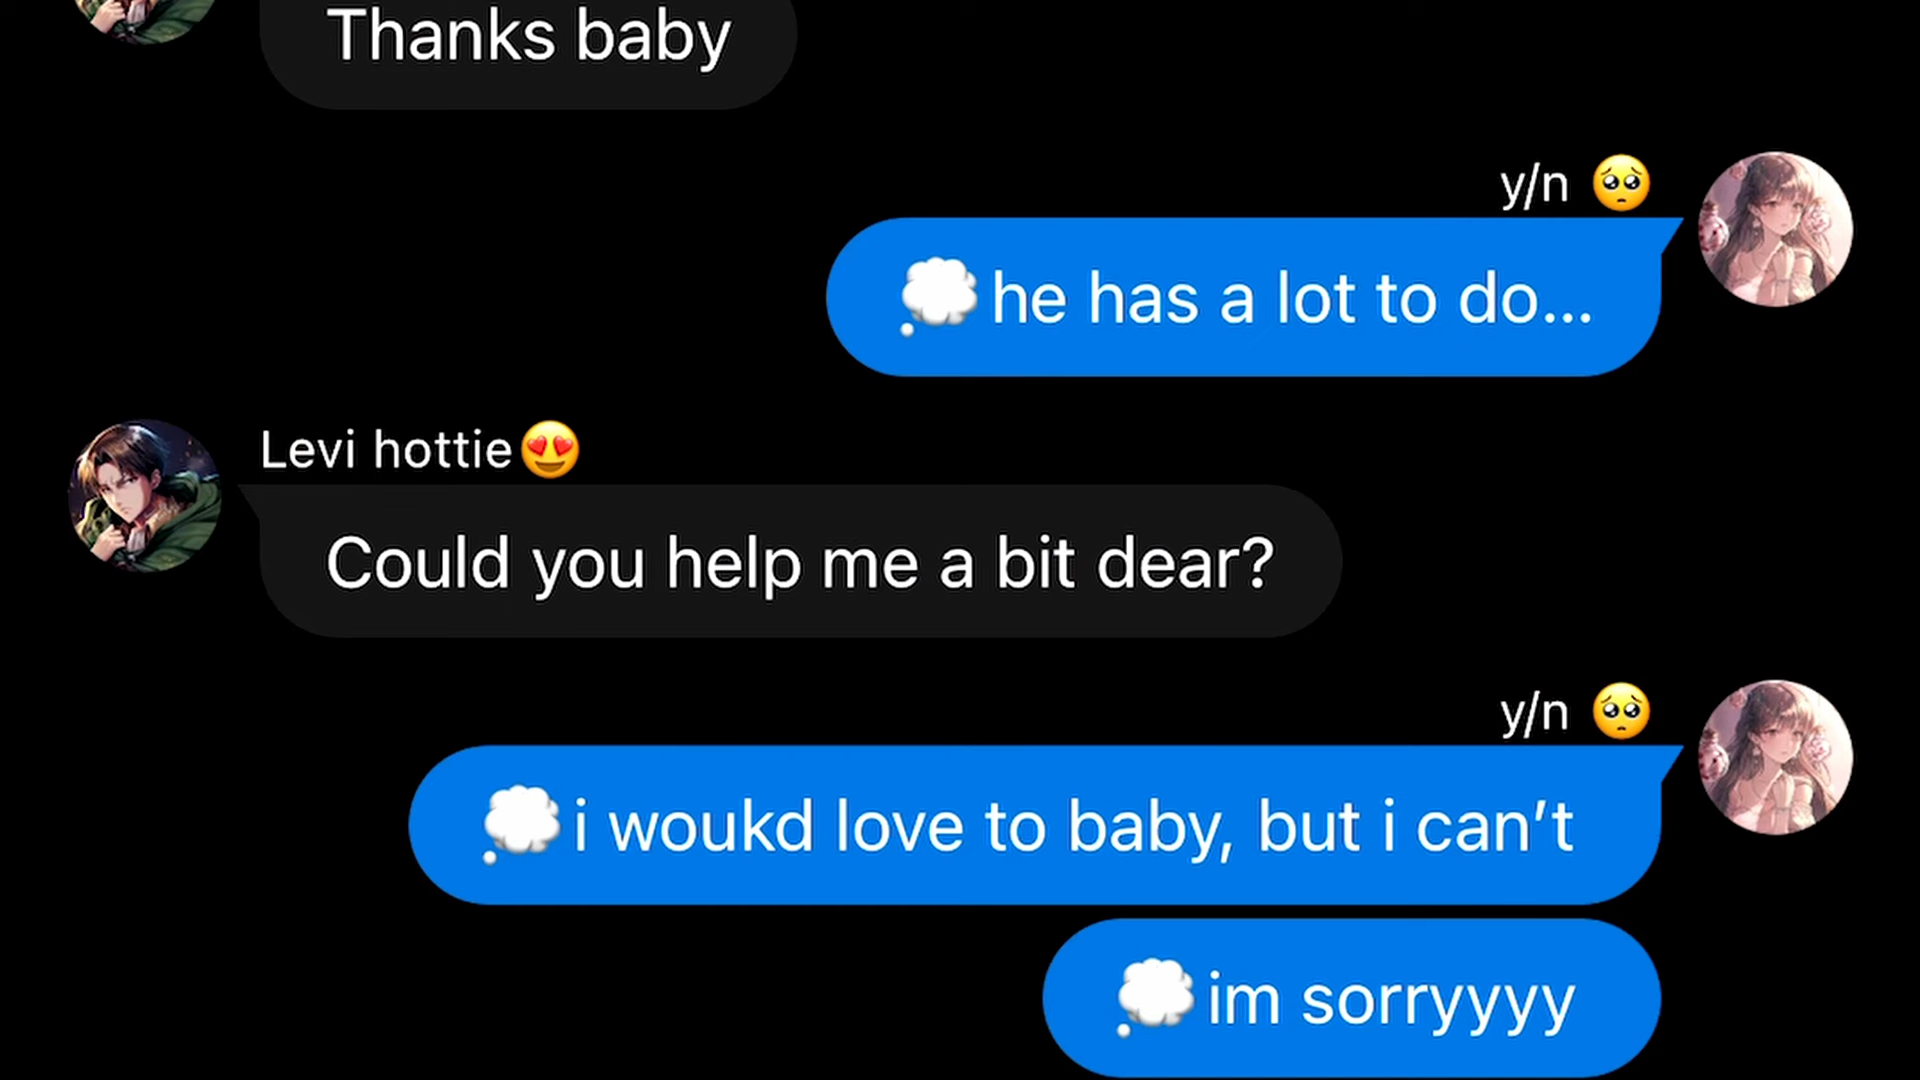 Thanks baby
y/n 🥺
💭 he has a lot to do...
Levi hottie😍
Could you help me a bit dear?
y/n 🥺
💭 i woukd love to baby, but i can’t
💭 im sorryyyy